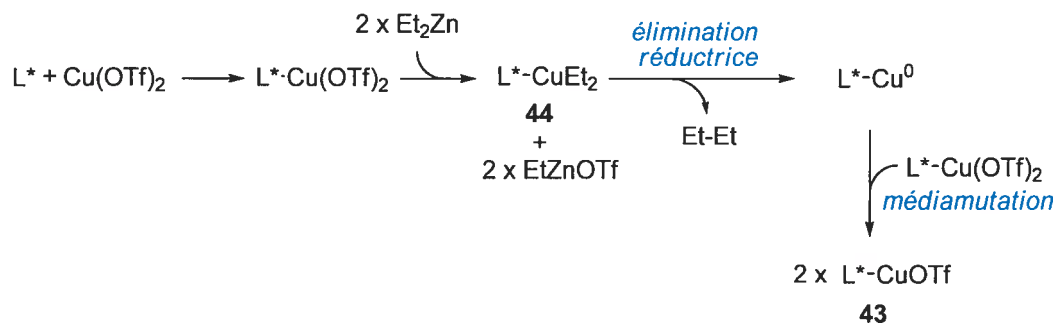 2 x Et₂Zn
élimination
réductrice
L* + Cu(OTf)₂
L*·Cu(OTf)₂
L*-CuEt₂
L*-Cu⁰
44
+
2 x EtZnOTf
Et-Et
L*-Cu(OTf)₂
médiamutation
2 x L*-CuOTf
43